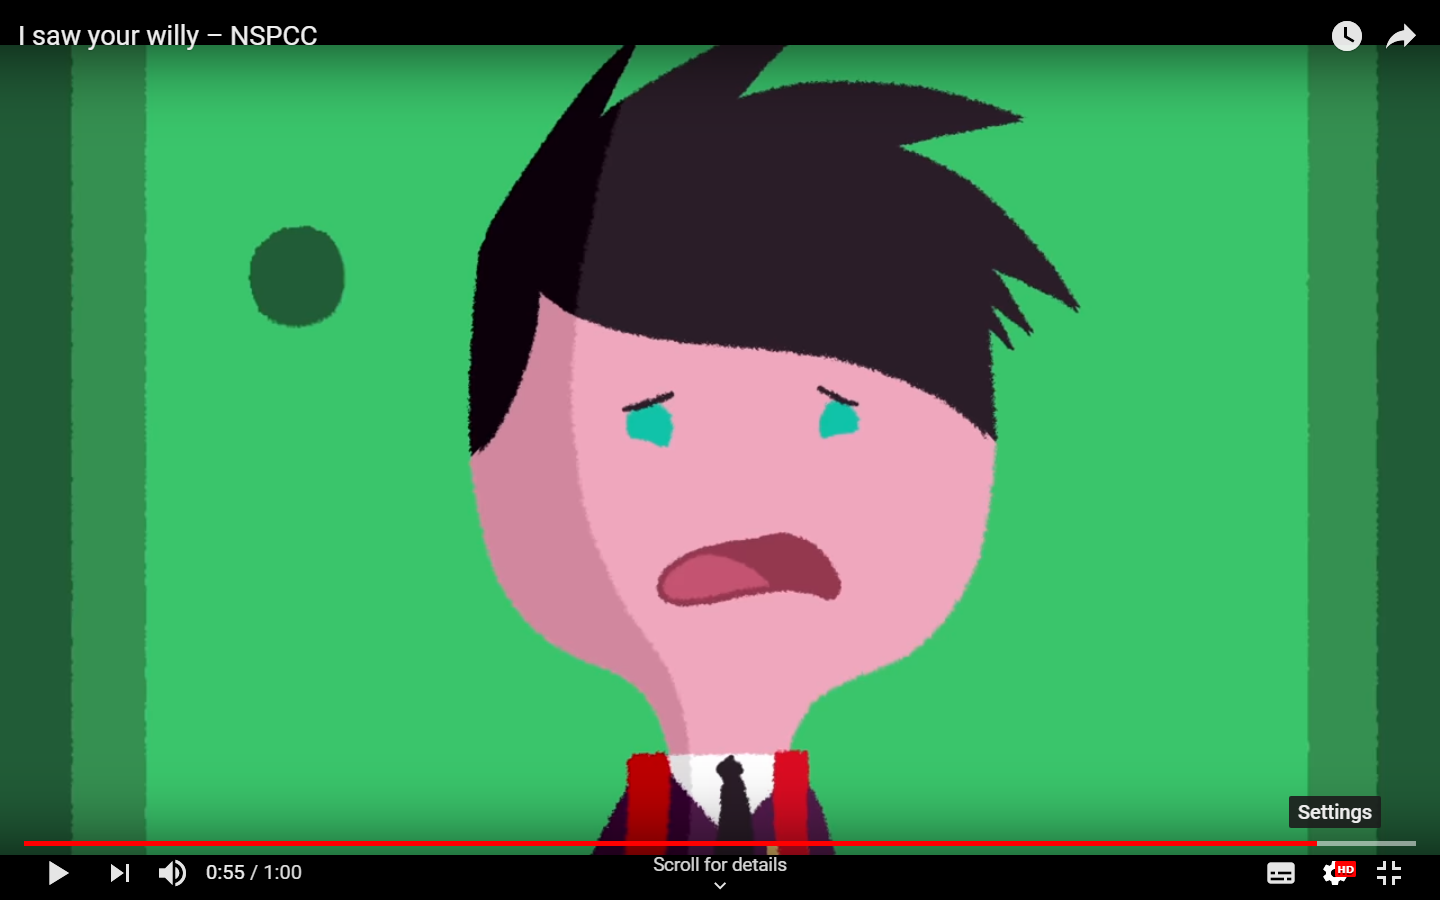 I saw your willy – NSPCC
Settings
0:55 / 1:00
Scroll for details
HD